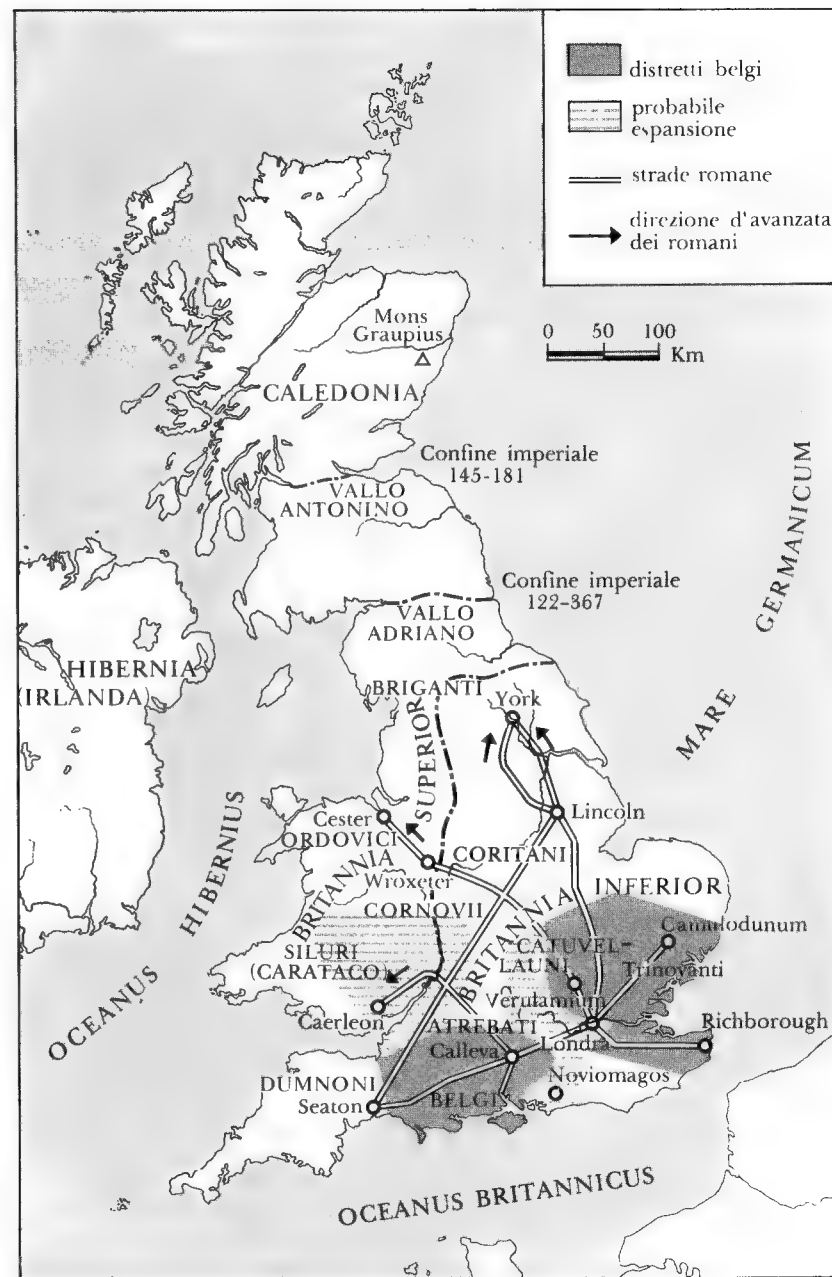 distretti belgi
probabile
espansione
strade romane
direzione d'avanzata
dei romani
0 50 100
Km
Mons
Graupius
CALEDONIA
Confine imperiale
145-181
VALLO
ANTONINO
GERMANICUM
MARE
Confine imperiale
122-367
VALLO
ADRIANO
HIBERNIA
(IRLANDA)
BRIGANTI
York
SUPERIOR
HIBERNIUS
OCEANUS
Cester
Lincoln
ORDOVICI
BRITANNIA
CORITANI
Wroxeter
INFERIOR
BRITANNIA
CORNOVII
Camulodunum
CATUVEL-
LAUNI
SILURI
(CARATACO)
Trinovanti
Verulamium
Caerleon
ATREBATI
Londra
Richborough
Calleva
DUMNONI
BELGI
Noviomagos
Seaton
OCEANUS BRITANNICUS